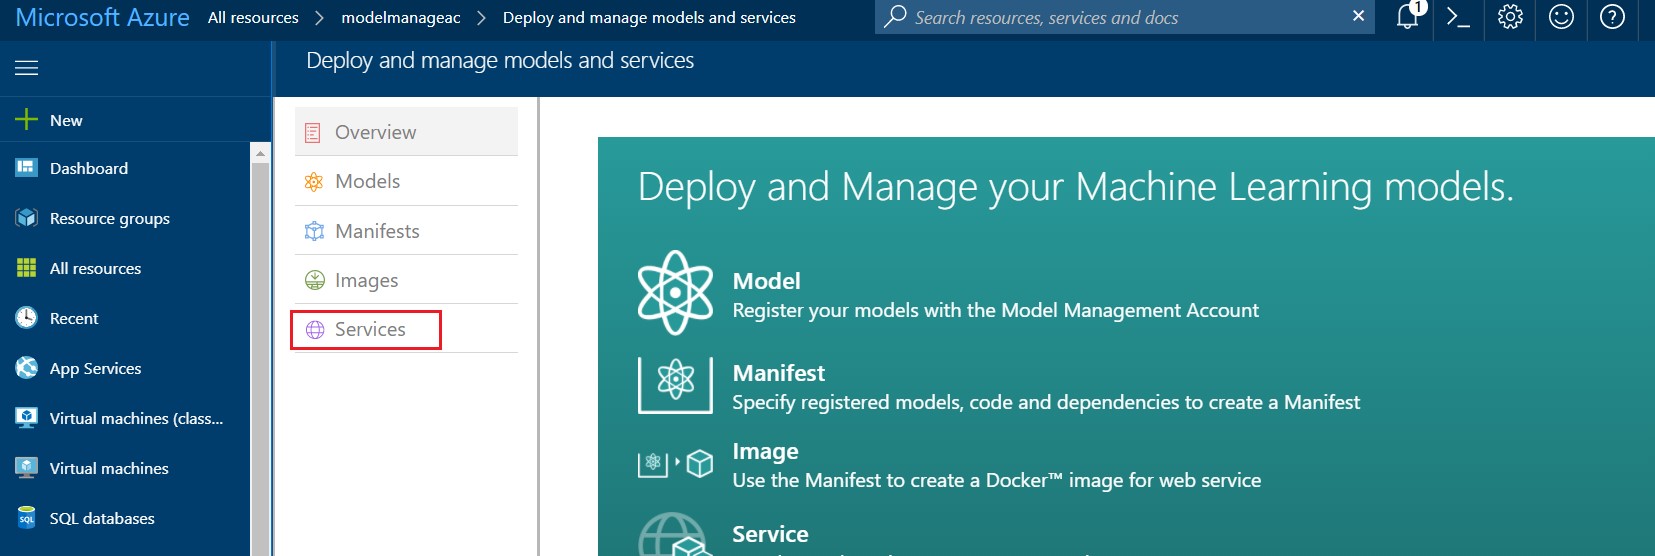 Microsoft Azure All resources > modelmanageac > Deploy and manage models and services Search resources, services and docs × 1 >_ ?
Deploy and manage models and services
New
Dashboard
Resource groups
All resources
Recent
App Services
Virtual machines (class...
Virtual machines
SQL SQL databases
Overview
Models
Manifests
Images
Services
Deploy and Manage your Machine Learning models.
Model
Register your models with the Model Management Account
Manifest
Specify registered models, code and dependencies to create a Manifest
Image
Use the Manifest to create a Docker™ image for web service
Service